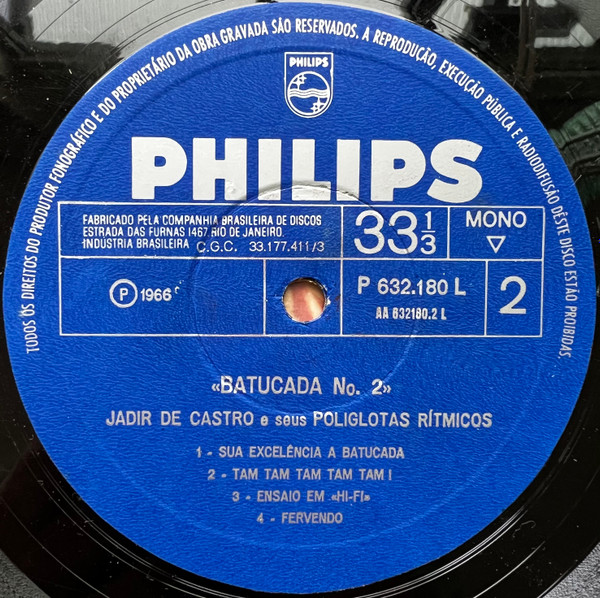 TODOS OS DIREITOS DO PRODUTOR FONOGRÁFICO E DO PROPRIETÁRIO DA OBRA GRAVADA SÃO RESERVADOS. A REPRODUÇÃO, EXECUÇÃO PÚBLICA E RADIODIFUSÃO DÊSTE DISCO ESTÃO PROIBIDAS.
PHILIPS
PHILIPS
FABRICADO PELA COMPANHIA BRASILEIRA DE DISCOS
ESTRADA DAS FURNAS 1467 RIO DE JANEIRO.
INDUSTRIA BRASILEIRA C.G.C. 33.177.411/3
33 1/3
MONO
▽
Ⓟ 1966
P 632.180 L
AA 632180.2 L
2
«BATUCADA No. 2»
JADIR DE CASTRO e seus POLIGLOTAS RÍTMICOS
1 - SUA EXCELÊNCIA A BATUCADA
2 - TAM TAM TAM TAM TAM !
3 - ENSAIO EM «HI-FI»
4 - FERVENDO